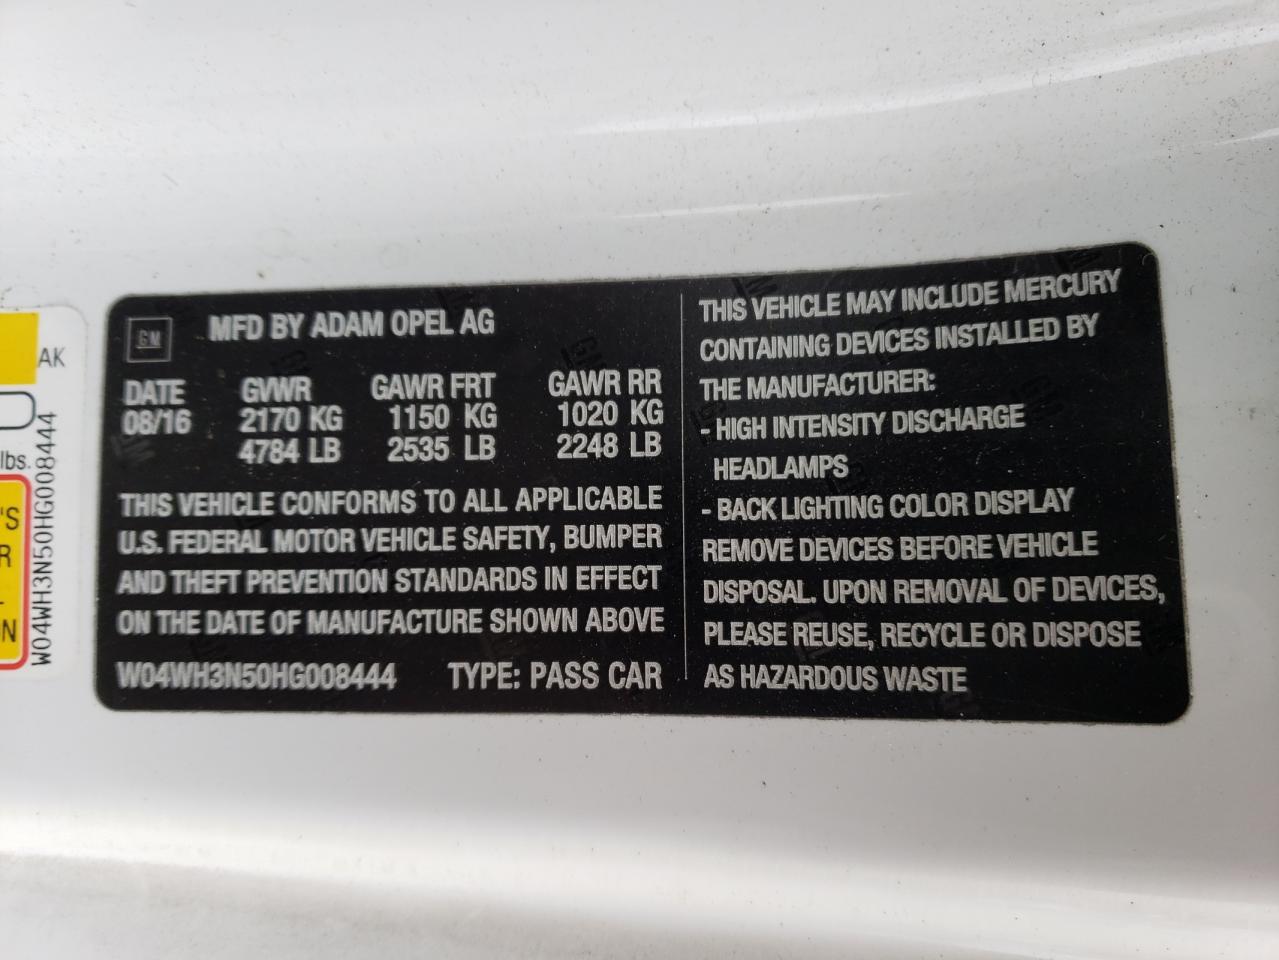 AK
lbs.
'S
R
ON
W04WH3N50HG008444
GM
MFD BY ADAM OPEL AG
DATE GVWR GAWR FRT GAWR RR
08/16 2170 KG 1150 KG 1020 KG
4784 LB 2535 LB 2248 LB
THIS VEHICLE CONFORMS TO ALL APPLICABLE
U.S. FEDERAL MOTOR VEHICLE SAFETY, BUMPER
AND THEFT PREVENTION STANDARDS IN EFFECT
ON THE DATE OF MANUFACTURE SHOWN ABOVE
W04WH3N50HG008444 TYPE: PASS CAR
THIS VEHICLE MAY INCLUDE MERCURY
CONTAINING DEVICES INSTALLED BY
THE MANUFACTURER:
- HIGH INTENSITY DISCHARGE
HEADLAMPS
- BACK LIGHTING COLOR DISPLAY
REMOVE DEVICES BEFORE VEHICLE
DISPOSAL. UPON REMOVAL OF DEVICES,
PLEASE REUSE, RECYCLE OR DISPOSE
AS HAZARDOUS WASTE